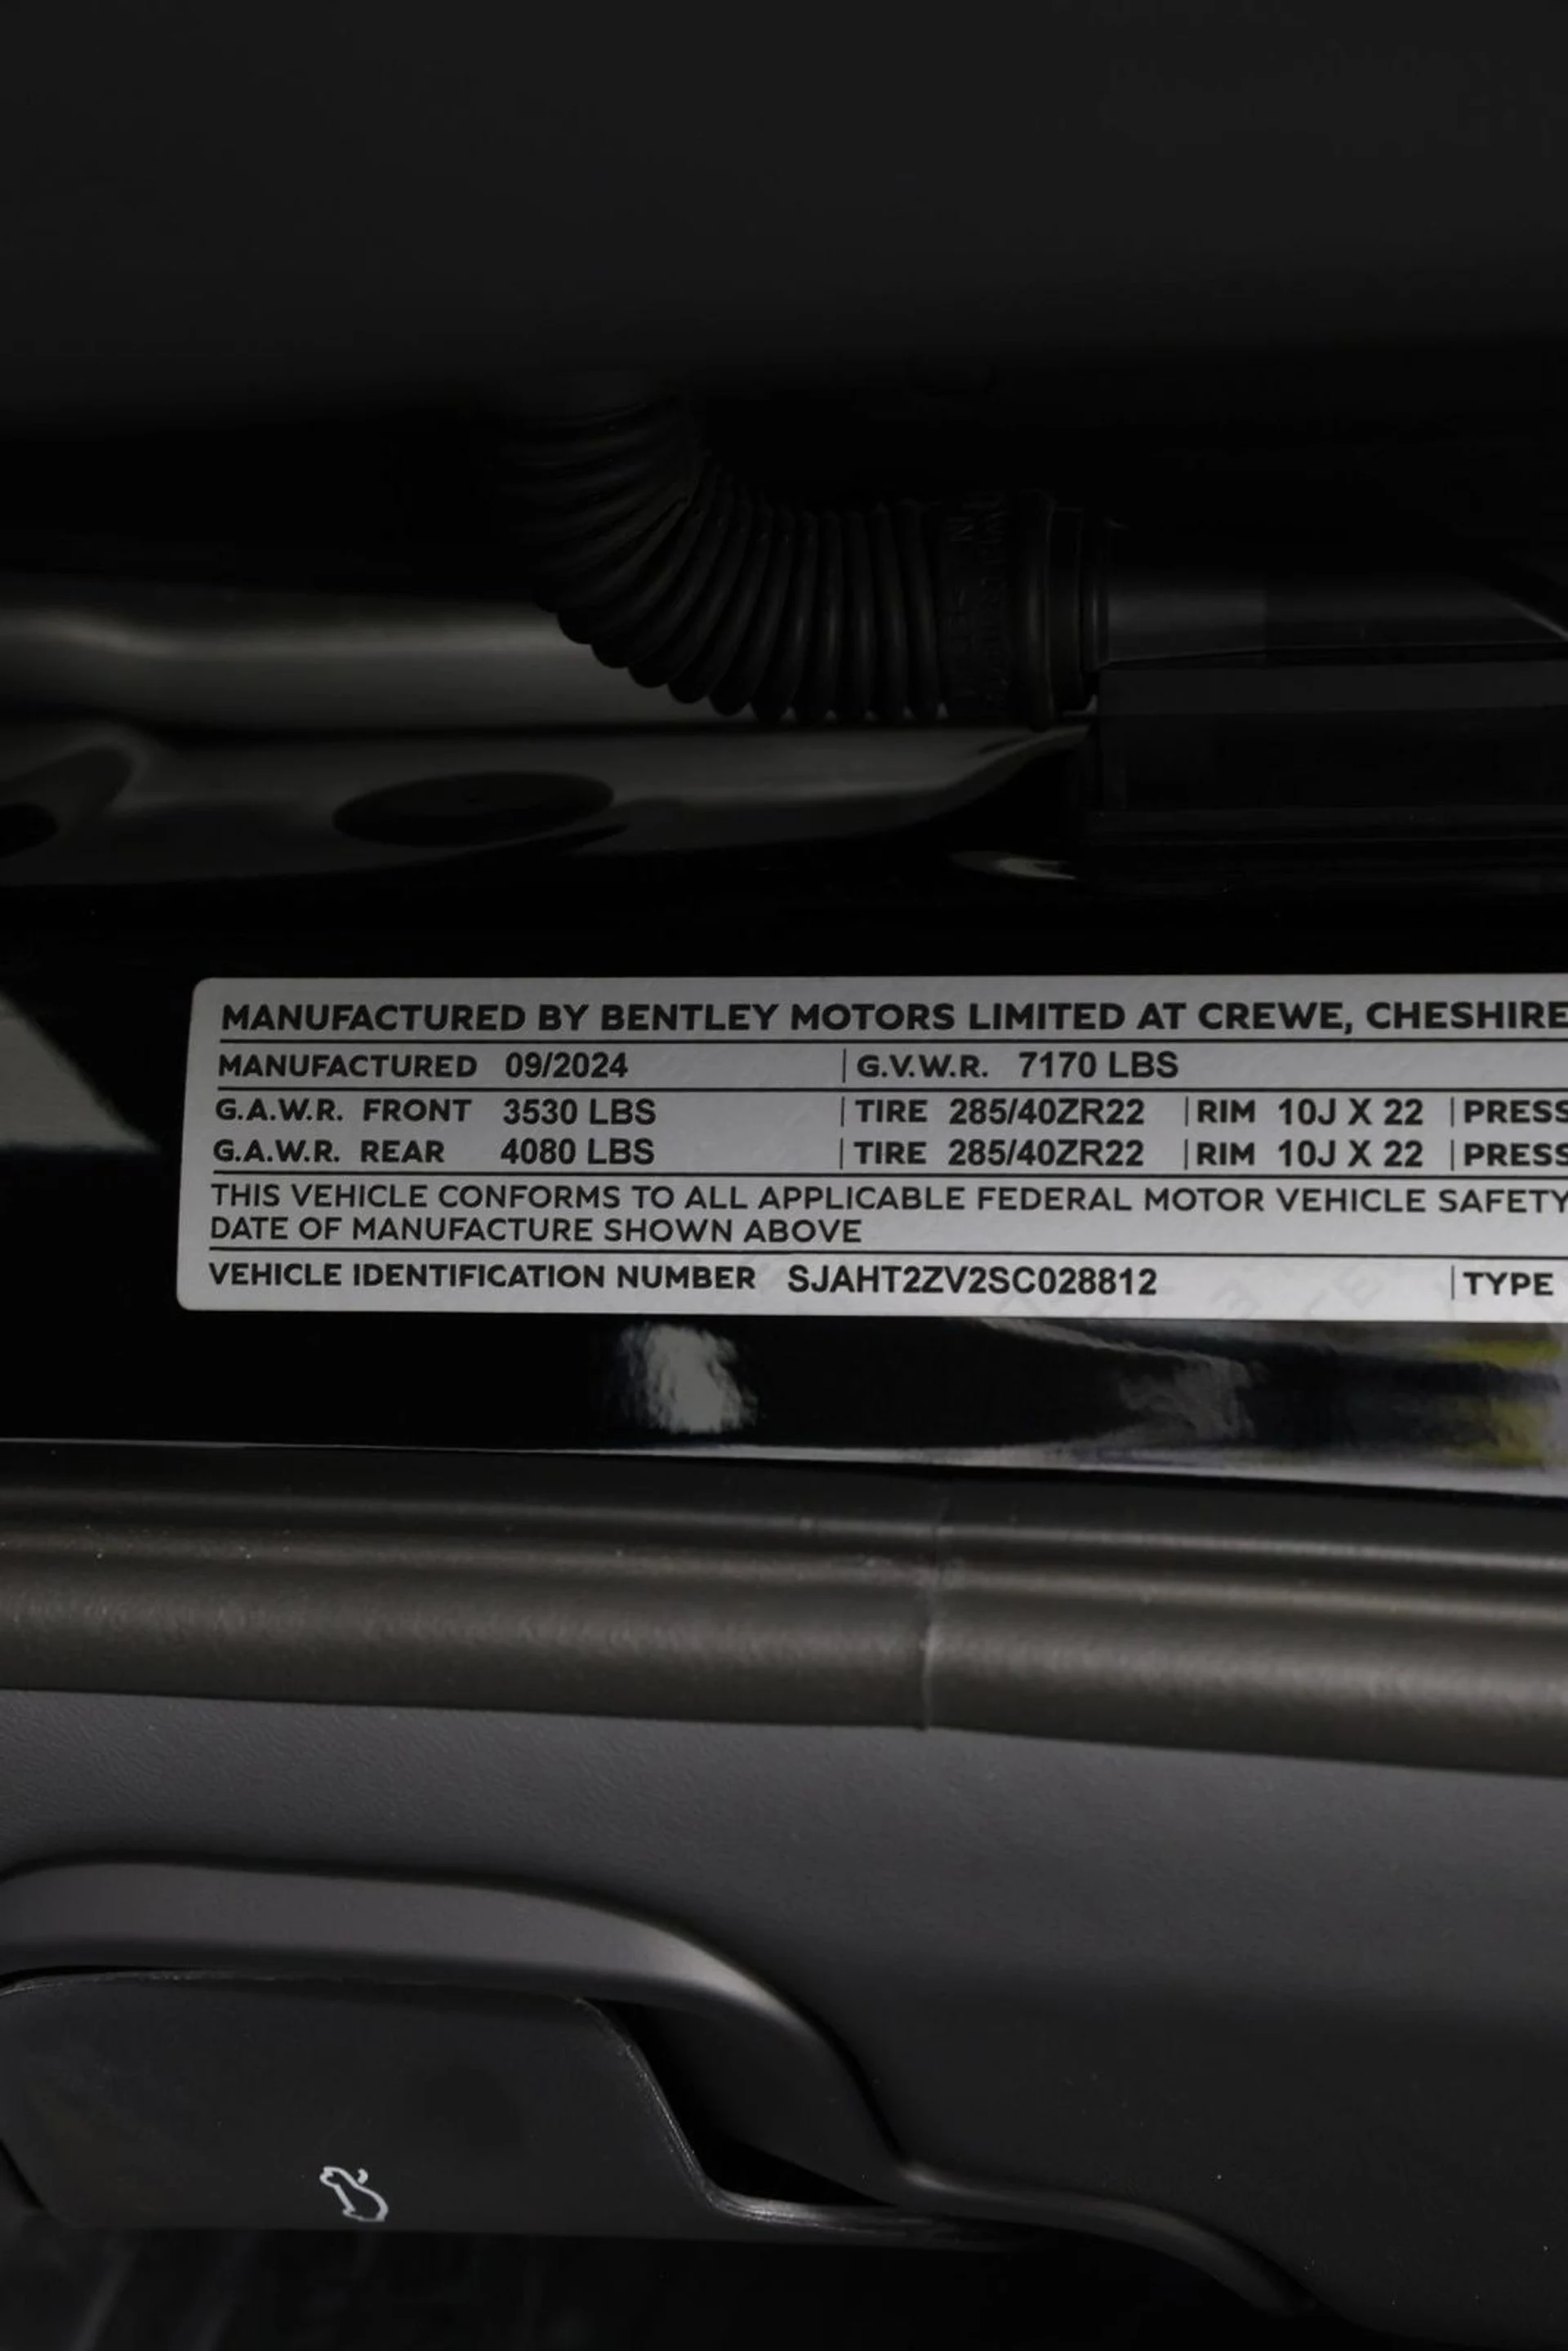 MANUFACTURED BY BENTLEY MOTORS LIMITED AT CREWE, CHESHIRE
MANUFACTURED 09/2024 | G.V.W.R. 7170 LBS
G.A.W.R. FRONT 3530 LBS | TIRE 285/40ZR22 | RIM 10J X 22 | PRESS
G.A.W.R. REAR 4080 LBS | TIRE 285/40ZR22 | RIM 10J X 22 | PRESS
THIS VEHICLE CONFORMS TO ALL APPLICABLE FEDERAL MOTOR VEHICLE SAFETY
DATE OF MANUFACTURE SHOWN ABOVE
VEHICLE IDENTIFICATION NUMBER SJAHT2ZV2SC028812 | TYPE